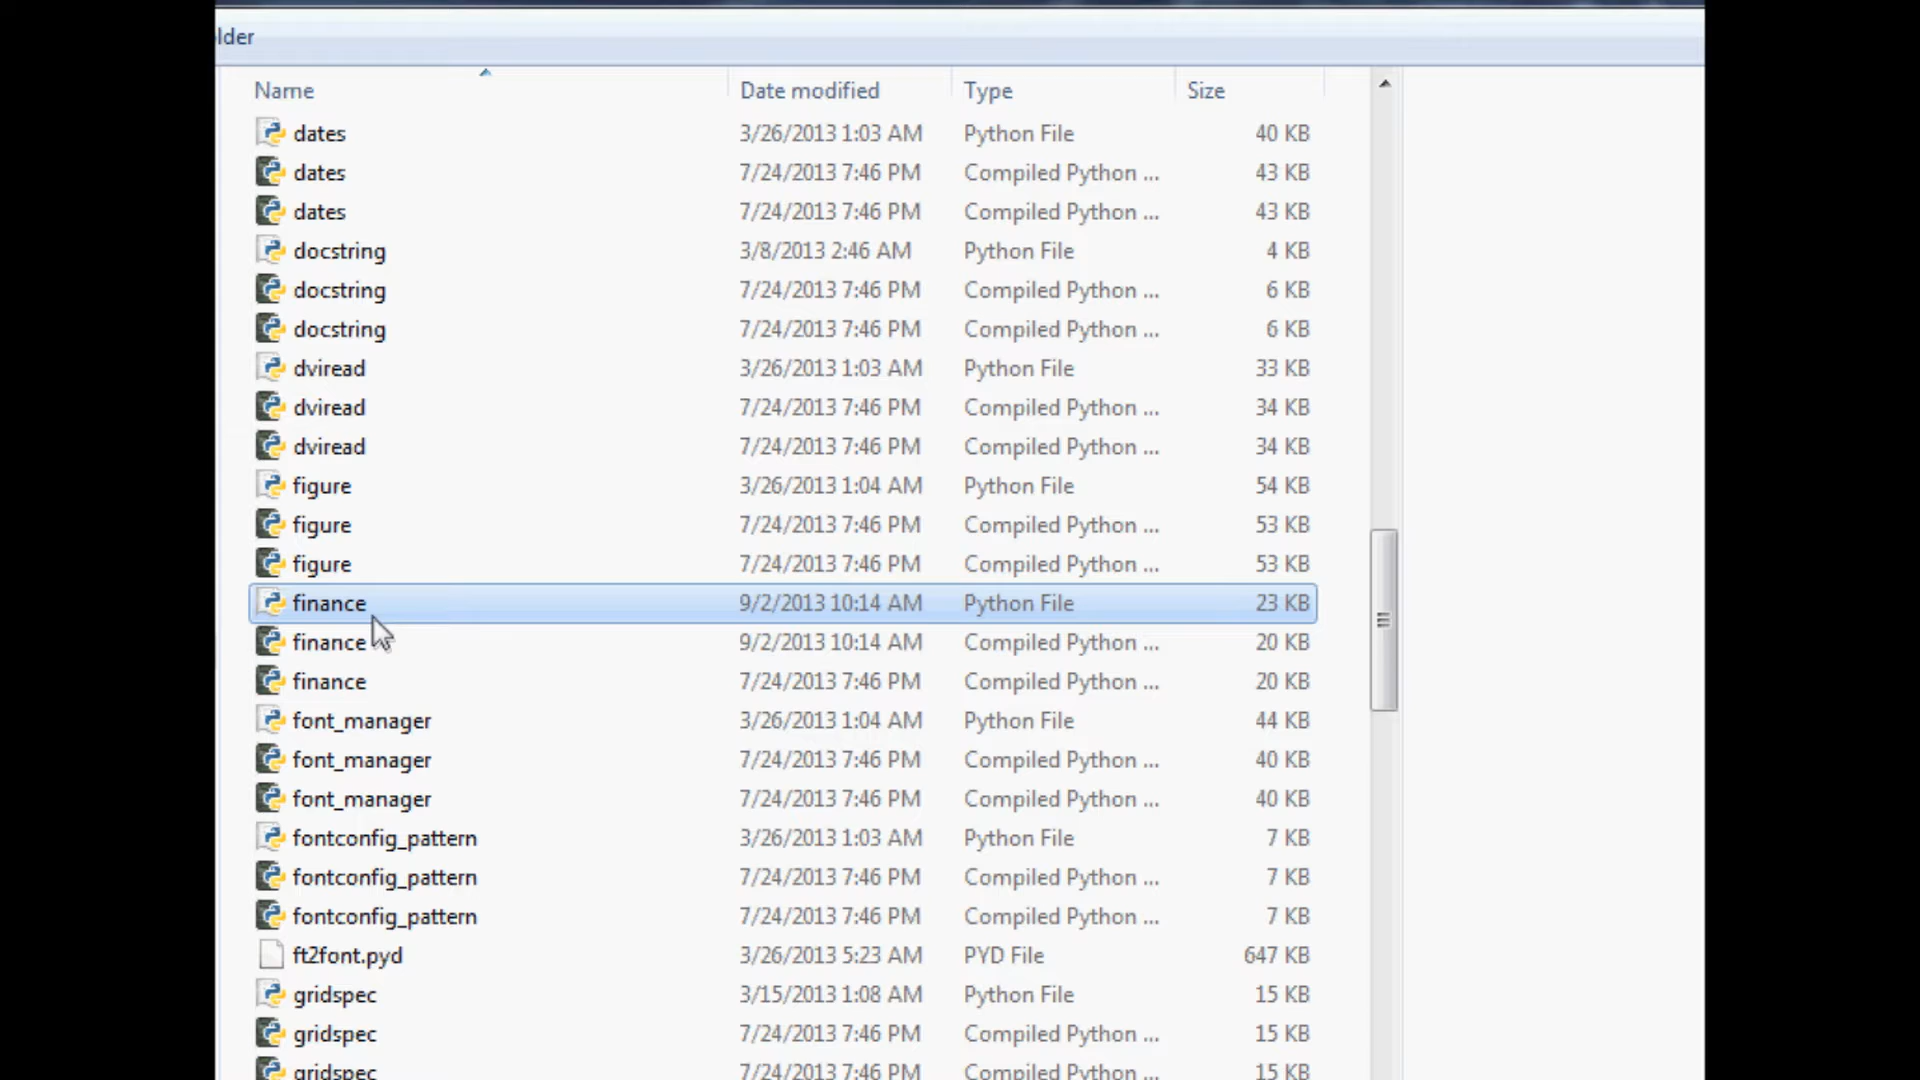 lder
Name Date modified Type Size
dates 3/26/2013 1:03 AM Python File 40 KB
dates 7/24/2013 7:46 PM Compiled Python ... 43 KB
dates 7/24/2013 7:46 PM Compiled Python ... 43 KB
docstring 3/8/2013 2:46 AM Python File 4 KB
docstring 7/24/2013 7:46 PM Compiled Python ... 6 KB
docstring 7/24/2013 7:46 PM Compiled Python ... 6 KB
dviread 3/26/2013 1:03 AM Python File 33 KB
dviread 7/24/2013 7:46 PM Compiled Python ... 34 KB
dviread 7/24/2013 7:46 PM Compiled Python ... 34 KB
figure 3/26/2013 1:04 AM Python File 54 KB
figure 7/24/2013 7:46 PM Compiled Python ... 53 KB
figure 7/24/2013 7:46 PM Compiled Python ... 53 KB
finance 9/2/2013 10:14 AM Python File 23 KB
finance 9/2/2013 10:14 AM Compiled Python ... 20 KB
finance 7/24/2013 7:46 PM Compiled Python ... 20 KB
font_manager 3/26/2013 1:04 AM Python File 44 KB
font_manager 7/24/2013 7:46 PM Compiled Python ... 40 KB
font_manager 7/24/2013 7:46 PM Compiled Python ... 40 KB
fontconfig_pattern 3/26/2013 1:03 AM Python File 7 KB
fontconfig_pattern 7/24/2013 7:46 PM Compiled Python ... 7 KB
fontconfig_pattern 7/24/2013 7:46 PM Compiled Python ... 7 KB
ft2font.pyd 3/26/2013 5:23 AM PYD File 647 KB
gridspec 3/15/2013 1:08 AM Python File 15 KB
gridspec 7/24/2013 7:46 PM Compiled Python ... 15 KB
gridspec 7/24/2013 7:46 PM Compiled Python ... 15 KB